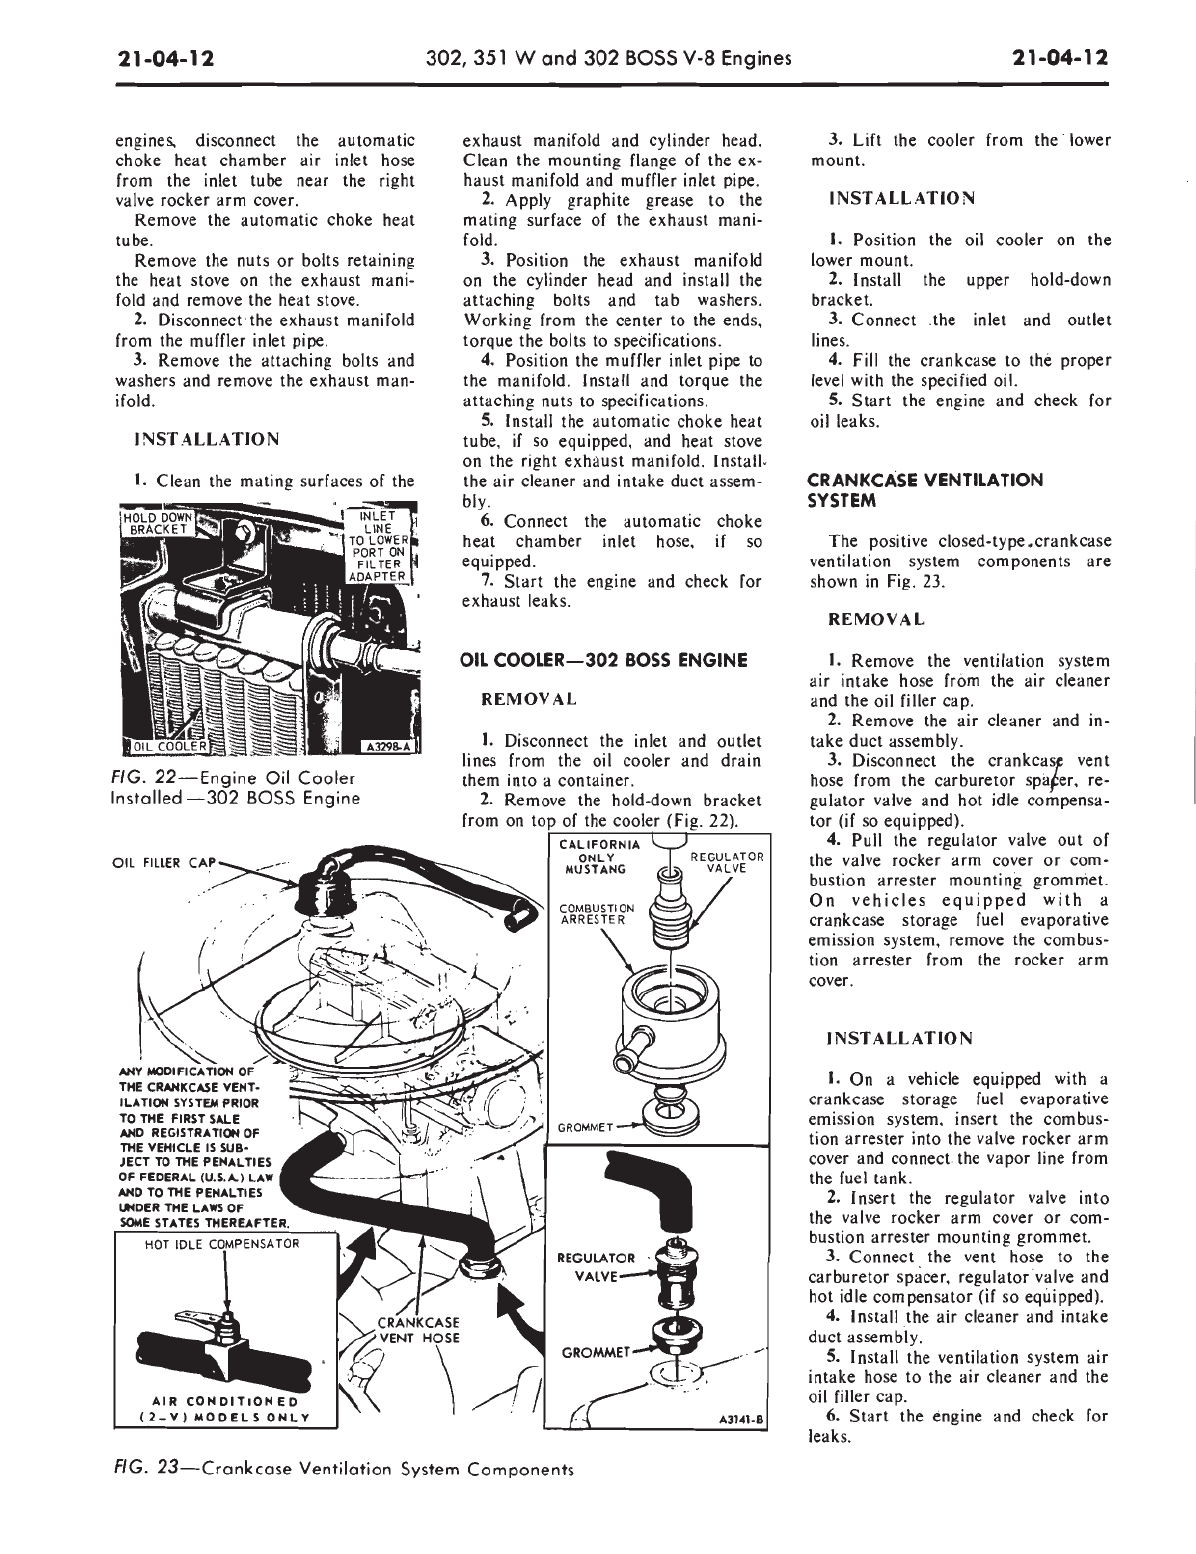 21-04-12
302, 351 W and 302 BOSS V-8 Engines
21-04-12
engines, disconnect the automatic
choke heat chamber air inlet hose
from the inlet tube near the right
valve rocker arm cover.
Remove the automatic choke heat
tube.
Remove the nuts or bolts retaining
the heat stove on the exhaust mani-
fold and remove the heat stove.
2. Disconnect the exhaust manifold
from the muffler inlet pipe.
3. Remove the attaching bolts and
washers and remove the exhaust man-
ifold.
INSTALLATION
1. Clean the mating surfaces of the
HOLD DOWN
BRACKET
INLET
LINE
TO LOWER
PORT ON
FILTER
ADAPTER
OIL COOLER
A3298-A
FIG. 22—Engine Oil Cooler
Installed—302 BOSS Engine
exhaust manifold and cylinder head.
Clean the mounting flange of the ex-
haust manifold and muffler inlet pipe.
2. Apply graphite grease to the
mating surface of the exhaust mani-
fold.
3. Position the exhaust manifold
on the cylinder head and install the
attaching bolts and tab washers.
Working from the center to the ends,
torque the bolts to specifications.
4. Position the muffler inlet pipe to
the manifold. Install and torque the
attaching nuts to specifications.
5. Install the automatic choke heat
tube, if so equipped, and heat stove
on the right exhaust manifold. Install
the air cleaner and intake duct assem-
bly.
6. Connect the automatic choke
heat chamber inlet hose, if so
equipped.
7. Start the engine and check for
exhaust leaks.
OIL COOLER—302 BOSS ENGINE
REMOVAL
1. Disconnect the inlet and outlet
lines from the oil cooler and drain
them into a container.
2. Remove the hold-down bracket
from on top of the cooler (Fig. 22).
3. Lift the cooler from the lower
mount.
INSTALLATION
1. Position the oil cooler on the
lower mount.
2. Install the upper hold-down
bracket.
3. Connect the inlet and outlet
lines.
4. Fill the crankcase to the proper
level with the specified oil.
5. Start the engine and check for
oil leaks.
CRANKCASE VENTILATION
SYSTEM
The positive closed-type crankcase
ventilation system components are
shown in Fig. 23.
REMOVAL
1. Remove the ventilation system
air intake hose from the air cleaner
and the oil filler cap.
2. Remove the air cleaner and in-
take duct assembly.
3. Disconnect the crankcase vent
hose from the carburetor spacer, re-
gulator valve and hot idle compensa-
tor (if so equipped).
4. Pull the regulator valve out of
the valve rocker arm cover or com-
bustion arrester mounting grommet.
On vehicles equipped with a
crankcase storage fuel evaporative
emission system, remove the combus-
tion arrester from the rocker arm
cover.
INSTALLATION
1. On a vehicle equipped with a
crankcase storage fuel evaporative
emission system, insert the combus-
tion arrester into the valve rocker arm
cover and connect the vapor line from
the fuel tank.
2. Insert the regulator valve into
the valve rocker arm cover or com-
bustion arrester mounting grommet.
3. Connect the vent hose to the
carburetor spacer, regulator valve and
hot idle compensator (if so equipped).
4. Install the air cleaner and intake
duct assembly.
5. Install the ventilation system air
intake hose to the air cleaner and the
oil filler cap.
6. Start the engine and check for
leaks.
OIL FILLER CAP
CALIFORNIA
ONLY
MUSTANG
REGULATOR
VALVE
COMBUSTION
ARRESTER
GROMMET
ANY MODIFICATION OF
THE CRANKCASE VENT-
ILATION SYSTEM PRIOR
TO THE FIRST SALE
AND REGISTRATION OF
THE VEHICLE IS SUB-
JECT TO THE PENALTIES
OF FEDERAL (U.S.A.) LAW
AND TO THE PENALTIES
UNDER THE LAWS OF
SOME STATES THEREAFTER.
HOT IDLE COMPENSATOR
AIR CONDITIONED
(2-V) MODELS ONLY
CRANKCASE
VENT HOSE
REGULATOR
VALVE
GROMMET
A3141-B
FIG. 23—Crankcase Ventilation System Components